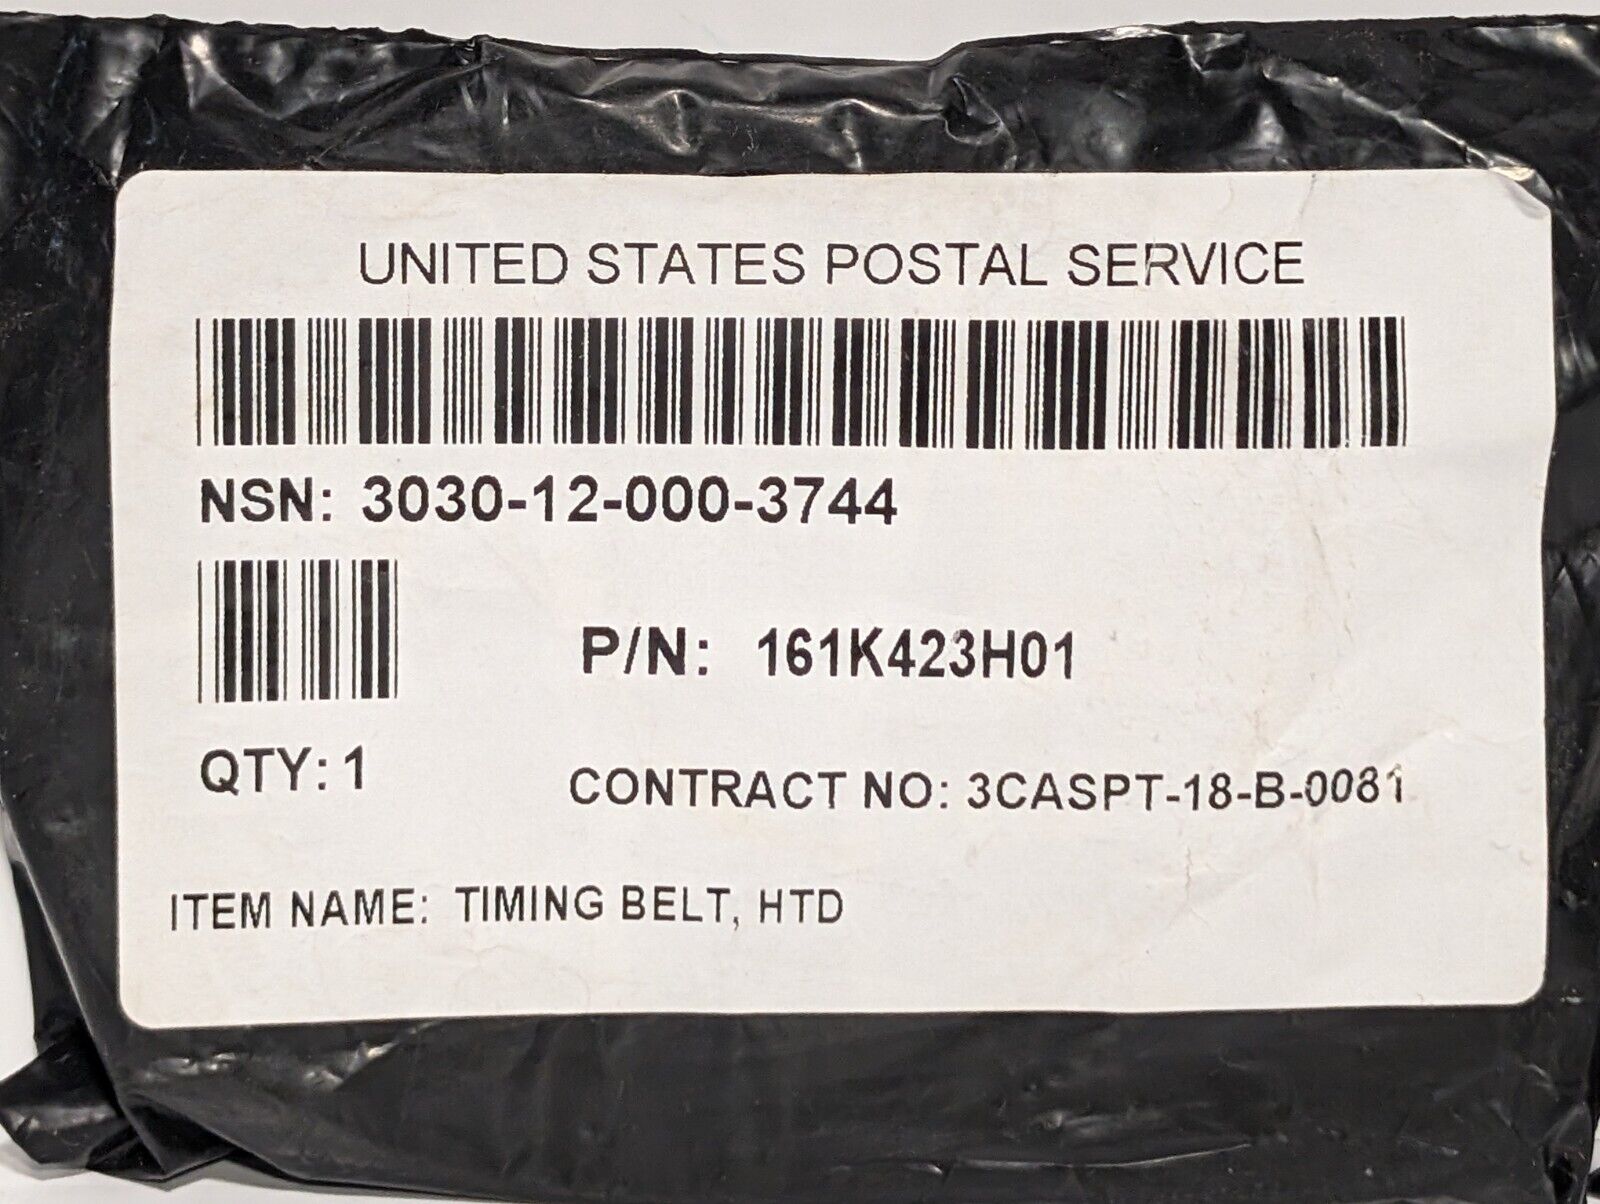 UNITED STATES POSTAL SERVICE
NSN: 3030-12-000-3744
P/N: 161K423H01
QTY: 1
CONTRACT NO: 3CASPT-18-B-0081
ITEM NAME: TIMING BELT, HTD